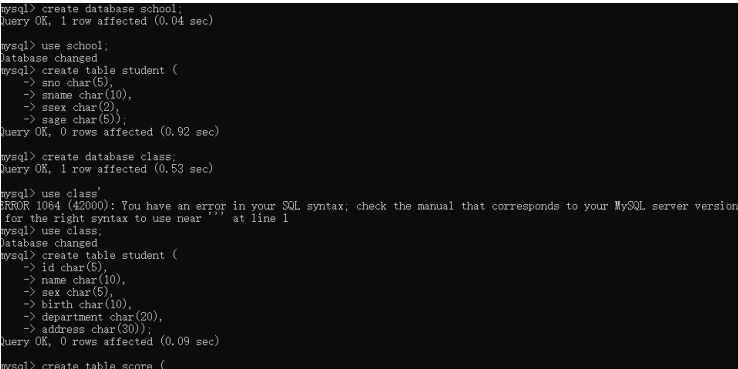 mysql> create database school;
Query OK, 1 row affected (0.04 sec)
mysql> use school;
Database changed
mysql> create table student (
-> sno char(5),
-> sname char(10),
-> ssex char(2),
-> sage char(5));
Query OK, 0 rows affected (0.92 sec)
mysql> create database class;
Query OK, 1 row affected (0.53 sec)
mysql> use class'
ERROR 1064 (42000): You have an error in your SQL syntax; check the manual that corresponds to your MySQL server version
for the right syntax to use near ''' at line 1
mysql> use class;
Database changed
mysql> create table student (
-> id char(5),
-> name char(10),
-> sex char(5),
-> birth char(10),
-> department char(20),
-> address char(30));
Query OK, 0 rows affected (0.09 sec)
mysql> create table score (